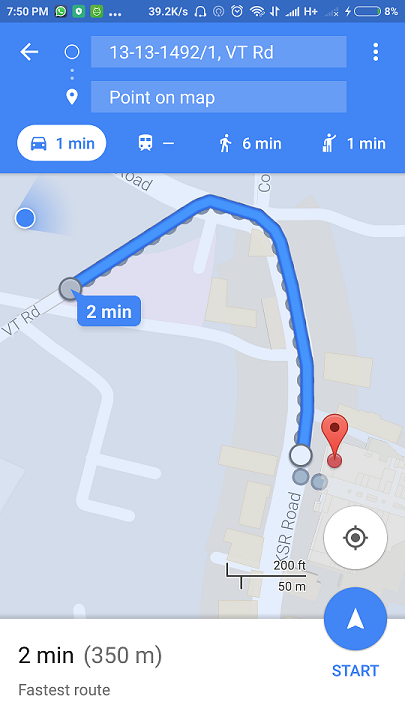 7:50 PM ... 39.2K/s H+ 8%
13-13-1492/1, VT Rd
Point on map
1 min — 6 min 1 min
Road
Co
2 min
VT Rd
KSR Road
200 ft
50 m
2 min (350 m)
START
Fastest route